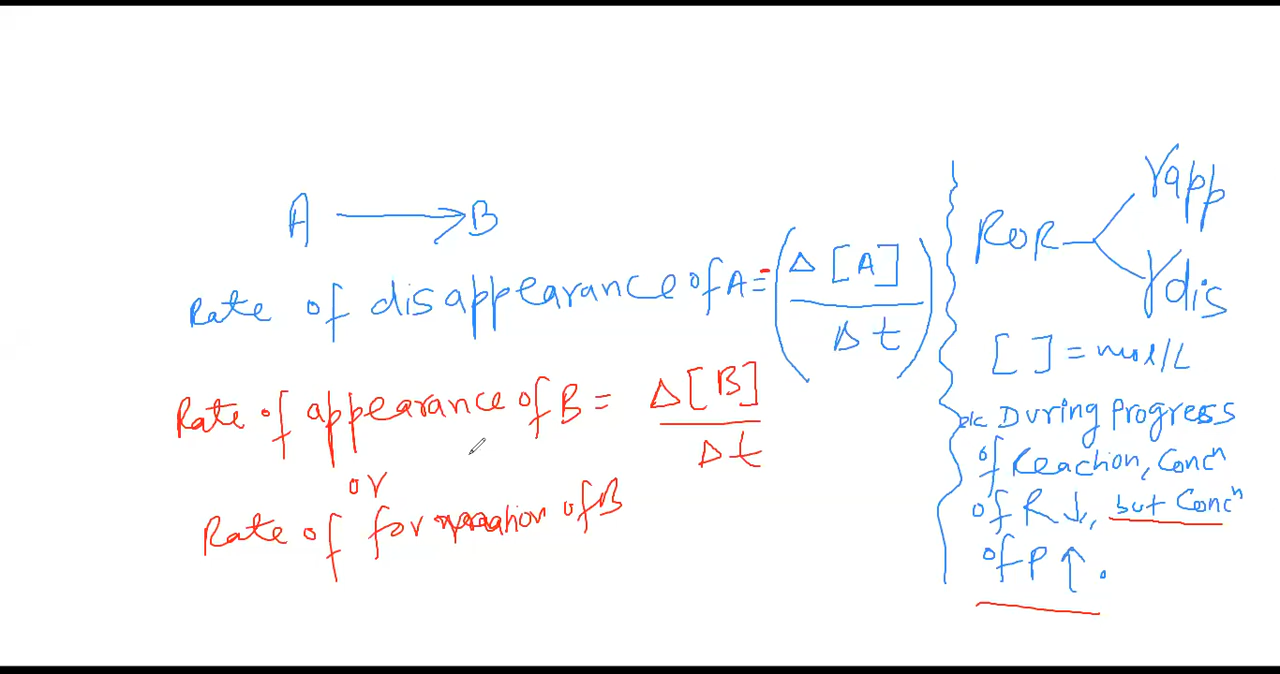 A → B
Rate of disappearance of A = - (Δ[A] / Δt)
Rate of appearance of B = Δ[B] / Δt
or
Rate of formation of B
ROR
rapp
rdis
[ ] = mol/L
During Progress
of Reaction, Concⁿ
of R ↓, but Concⁿ
of P ↑.